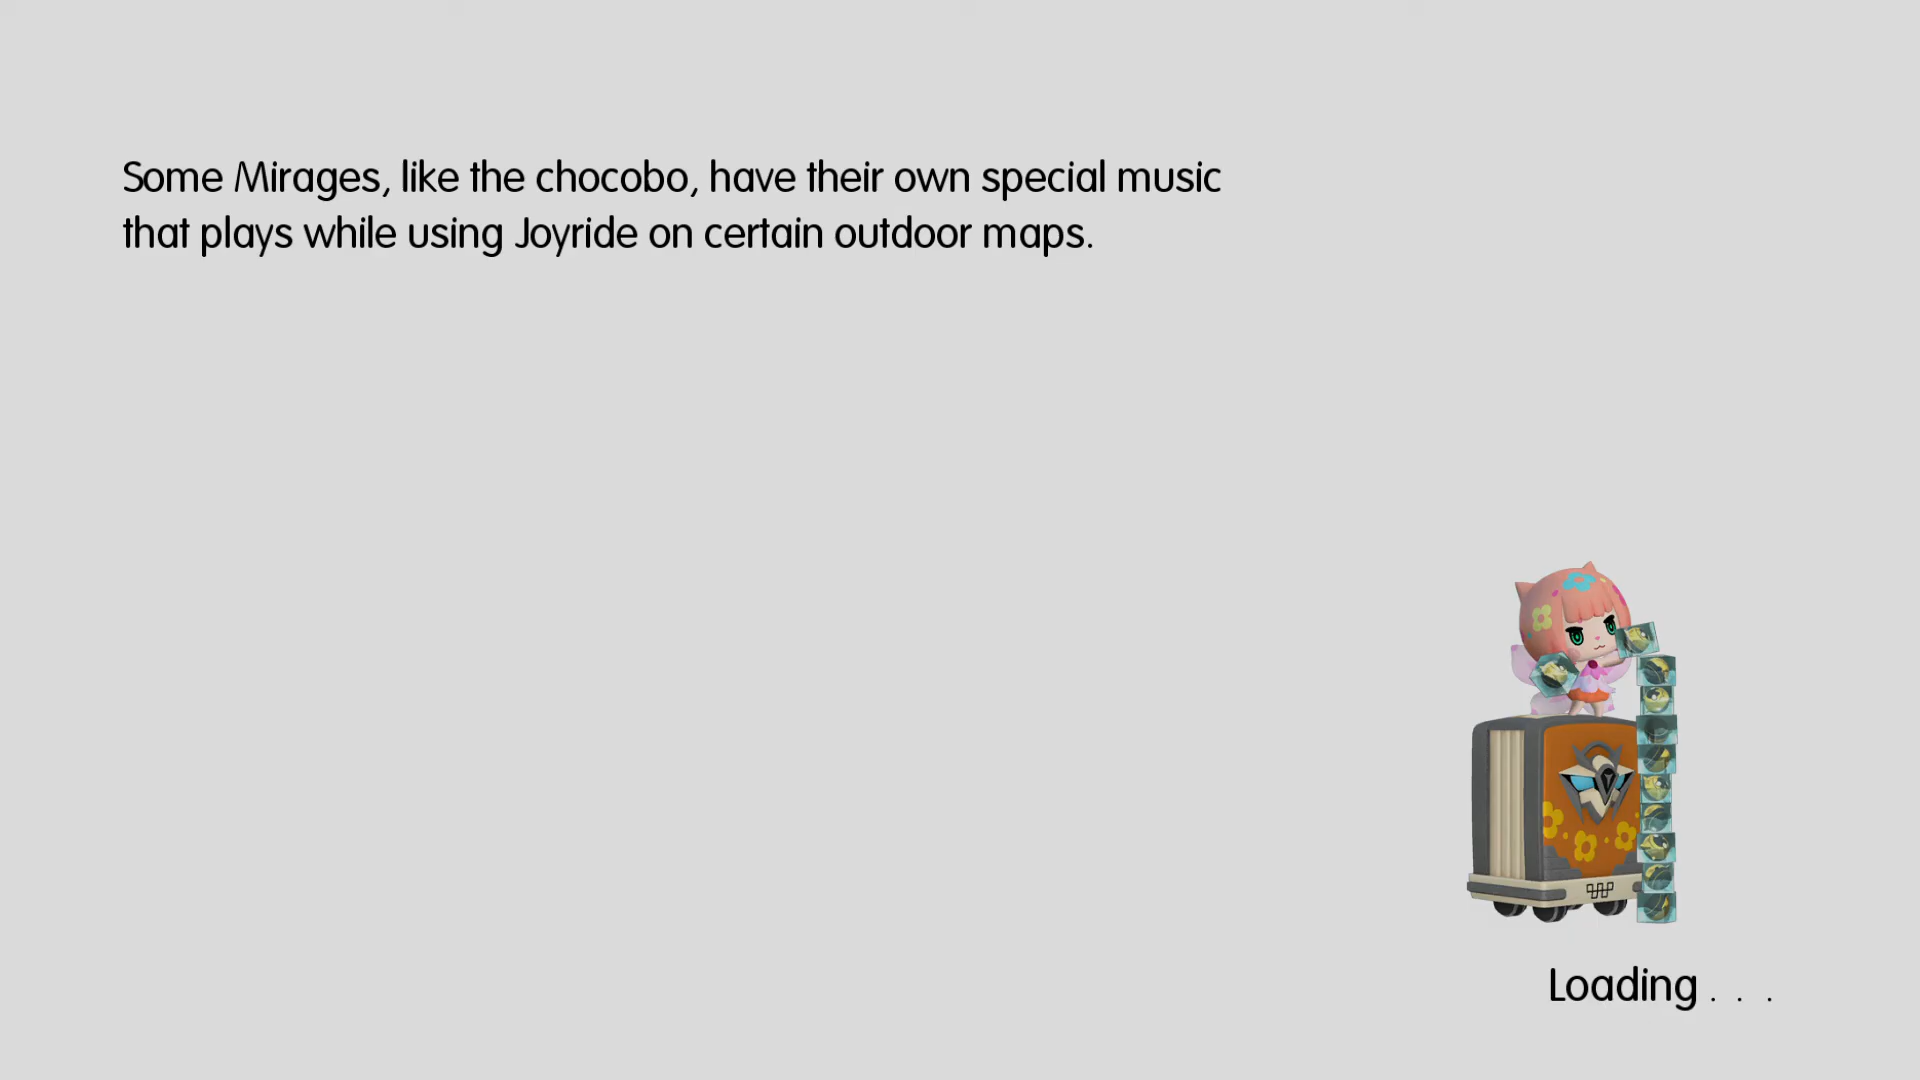 Some Mirages, like the chocobo, have their own special music
that plays while using Joyride on certain outdoor maps.
Loading . . .